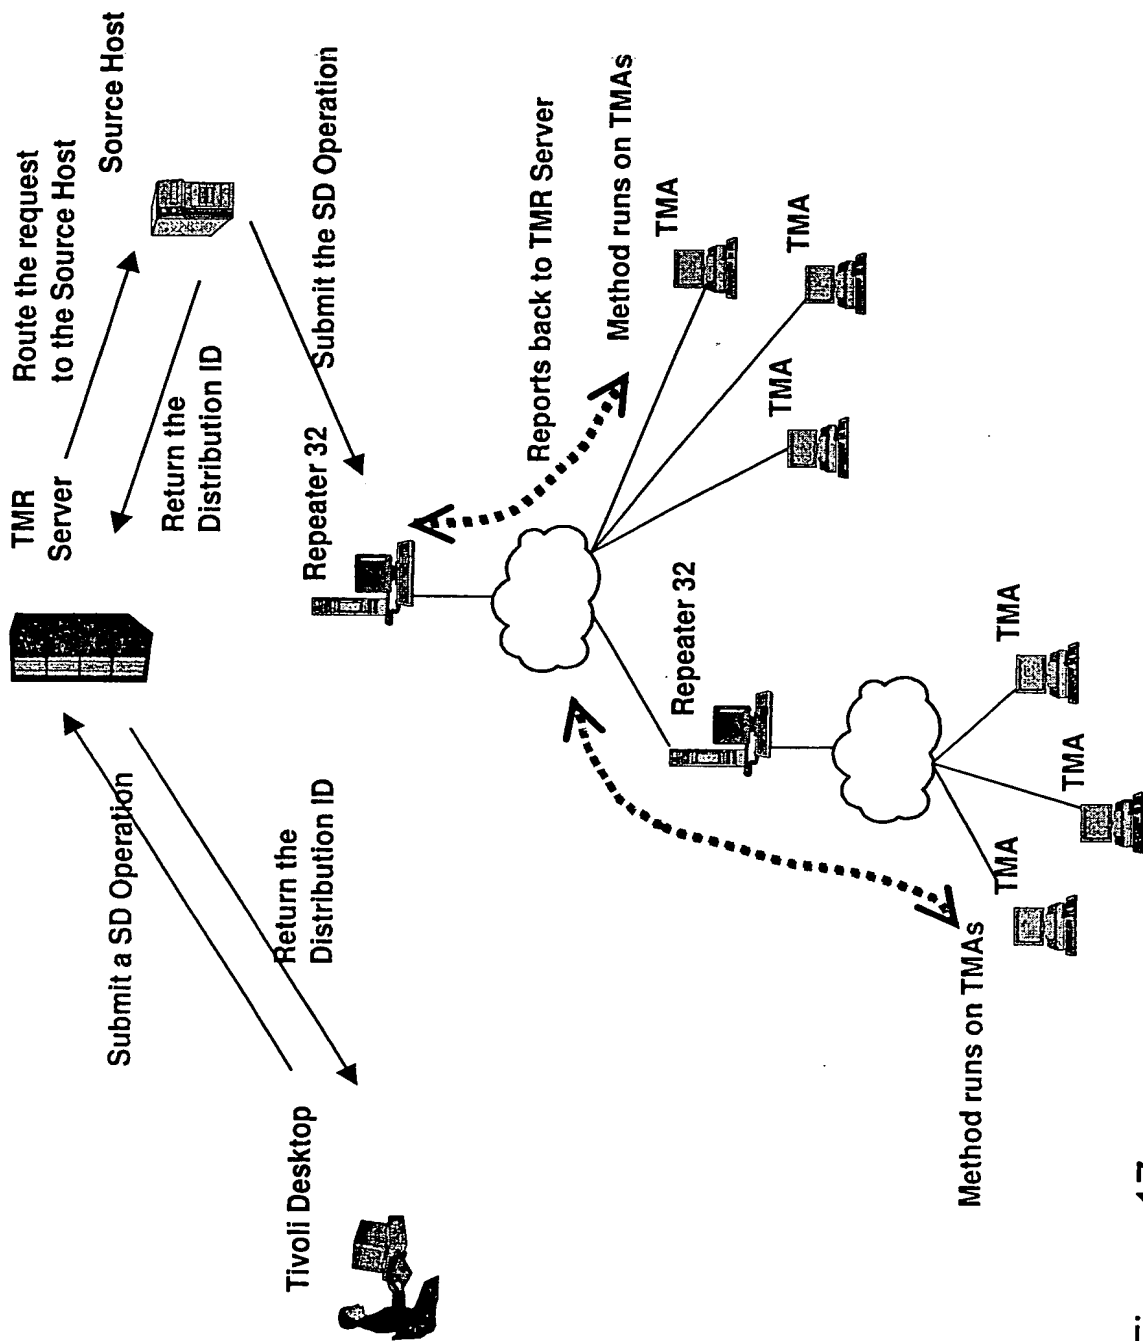 Tivoli Desktop
Submit a SD Operation
Return the
Distribution ID
TMR
Server
Route the request
to the Source Host
Source Host
Return the
Distribution ID
Submit the SD Operation
Repeater 32
Reports back to TMR Server
Method runs on TMAs
TMA
TMA
TMA
Repeater 32
TMA
TMA
TMA
Method runs on TMAs